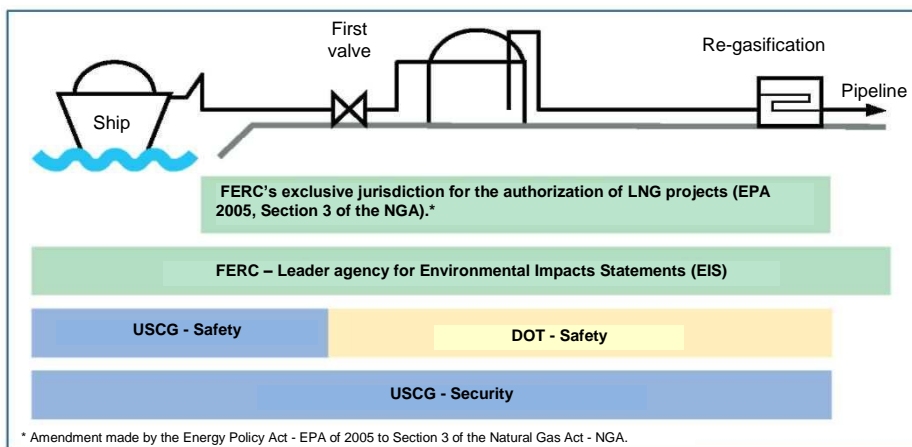 First
valve
Re-gasification
Pipeline
Ship
FERC's exclusive jurisdiction for the authorization of LNG projects (EPA
2005, Section 3 of the NGA).*
FERC – Leader agency for Environmental Impacts Statements (EIS)
USCG - Safety
DOT - Safety
USCG - Security
* Amendment made by the Energy Policy Act - EPA of 2005 to Section 3 of the Natural Gas Act - NGA.